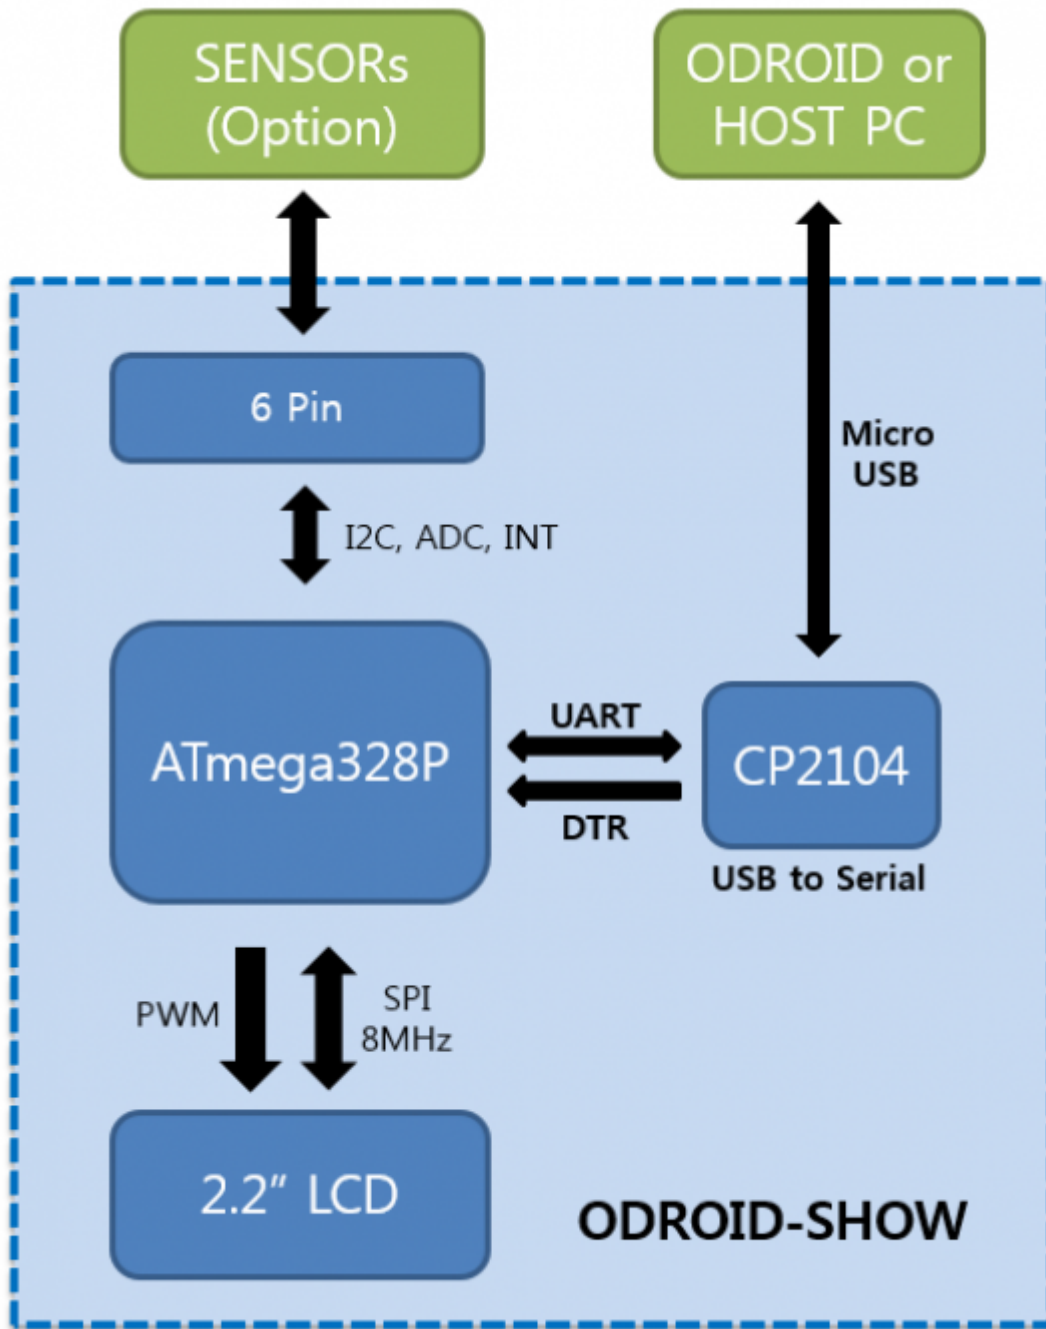 SENSORs
(Option)
ODROID or
HOST PC
6 Pin
Micro
USB
I2C, ADC, INT
ATmega328P
UART
DTR
CP2104
USB to Serial
PWM
SPI
8MHz
2.2” LCD
ODROID-SHOW